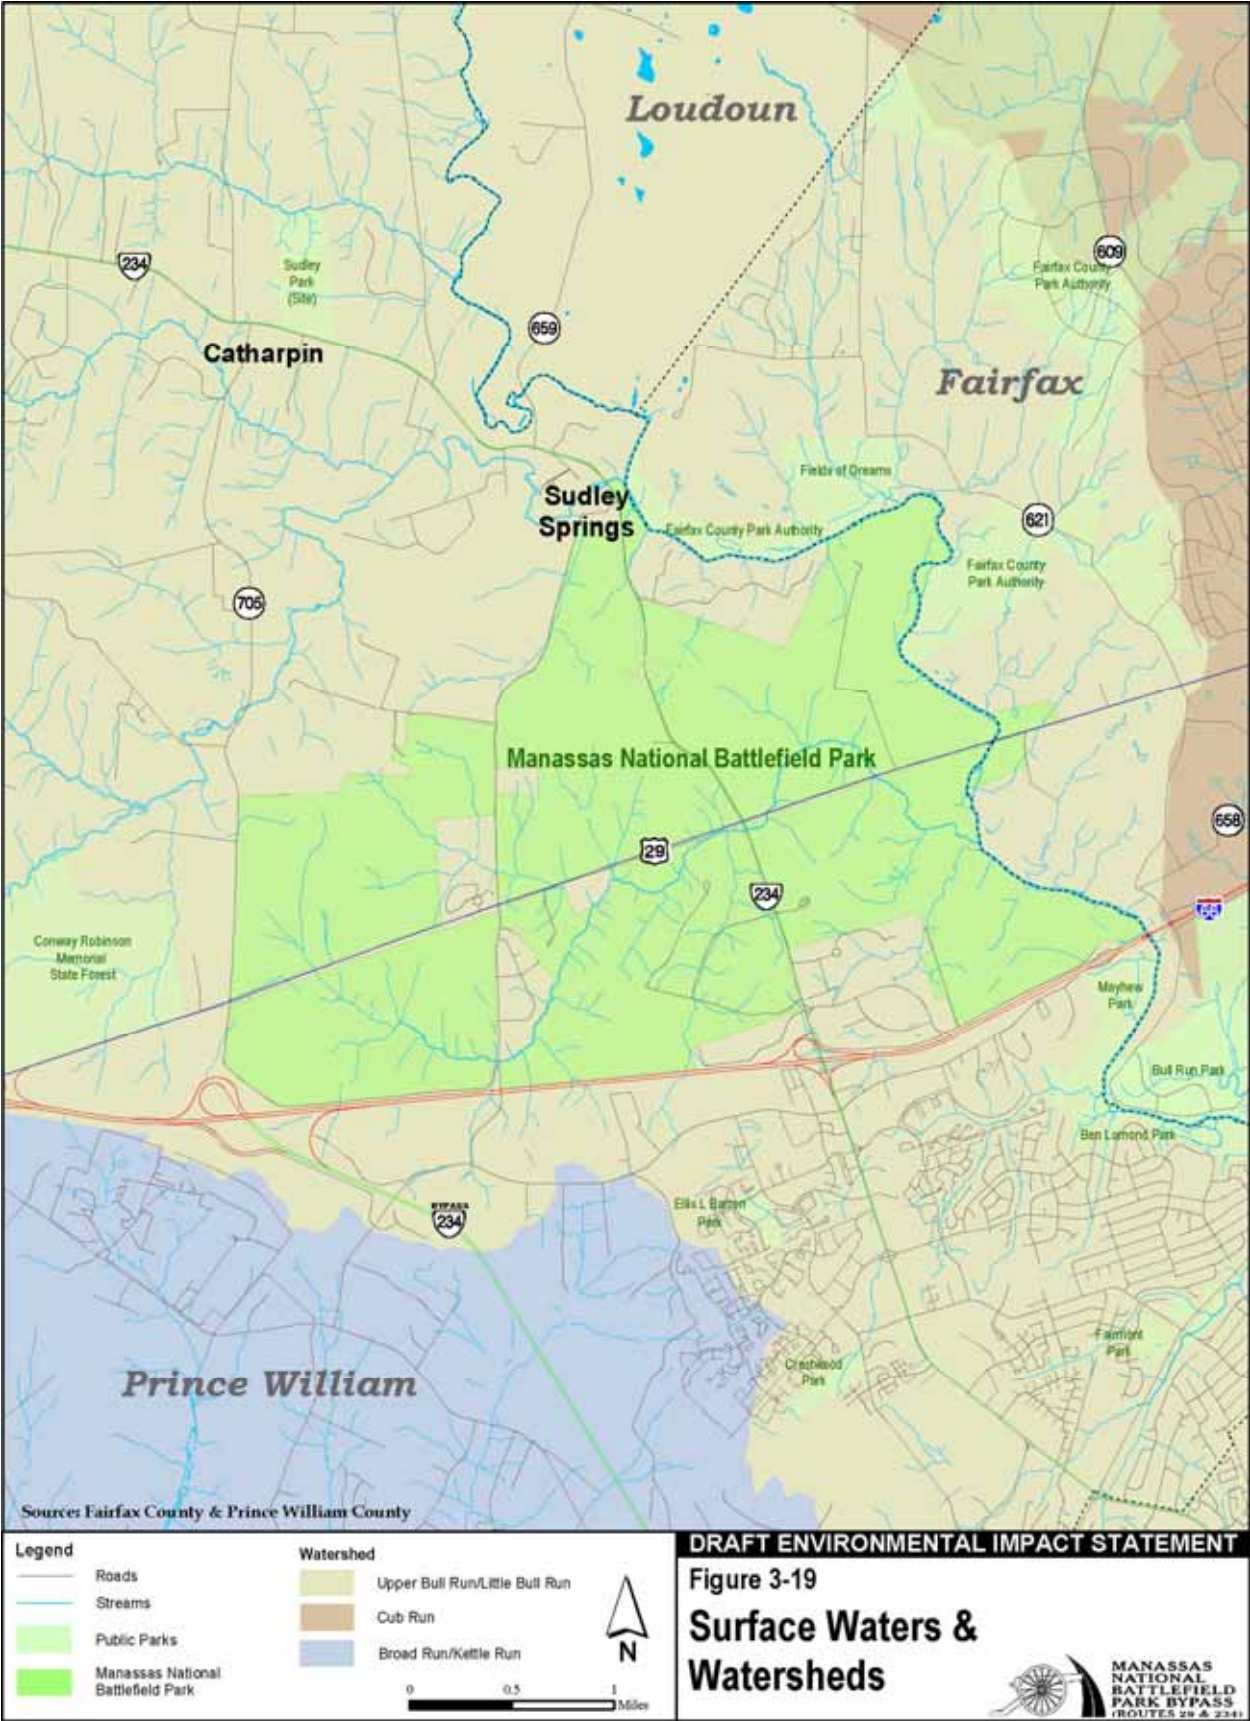 Loudoun
234
609
Sudley
Park
(Site)
Fairfax County
Park Authority
659
Catharpin
Fairfax
Fields of Dreams
Sudley
Springs
Fairfax County Park Authority
621
Fairfax County
Park Authority
705
Manassas National Battlefield Park
658
29
234
66
Conway Robinson
Memorial
State Forest
Mayhew
Park
Bull Run Park
Ben Lomond Park
BYPASS
234
Ellis L Barron
Park
Fairmont
Park
Crestwood
Park
Prince William
Source: Fairfax County & Prince William County
Legend
Roads
Streams
Public Parks
Manassas National
Battlefield Park
Watershed
Upper Bull Run/Little Bull Run
Cub Run
Broad Run/Kettle Run
N
0 0.5 1
Miles
DRAFT ENVIRONMENTAL IMPACT STATEMENT
Figure 3-19
Surface Waters &
Watersheds
MANASSAS
NATIONAL
BATTLEFIELD
PARK BYPASS
(ROUTES 29 & 234)